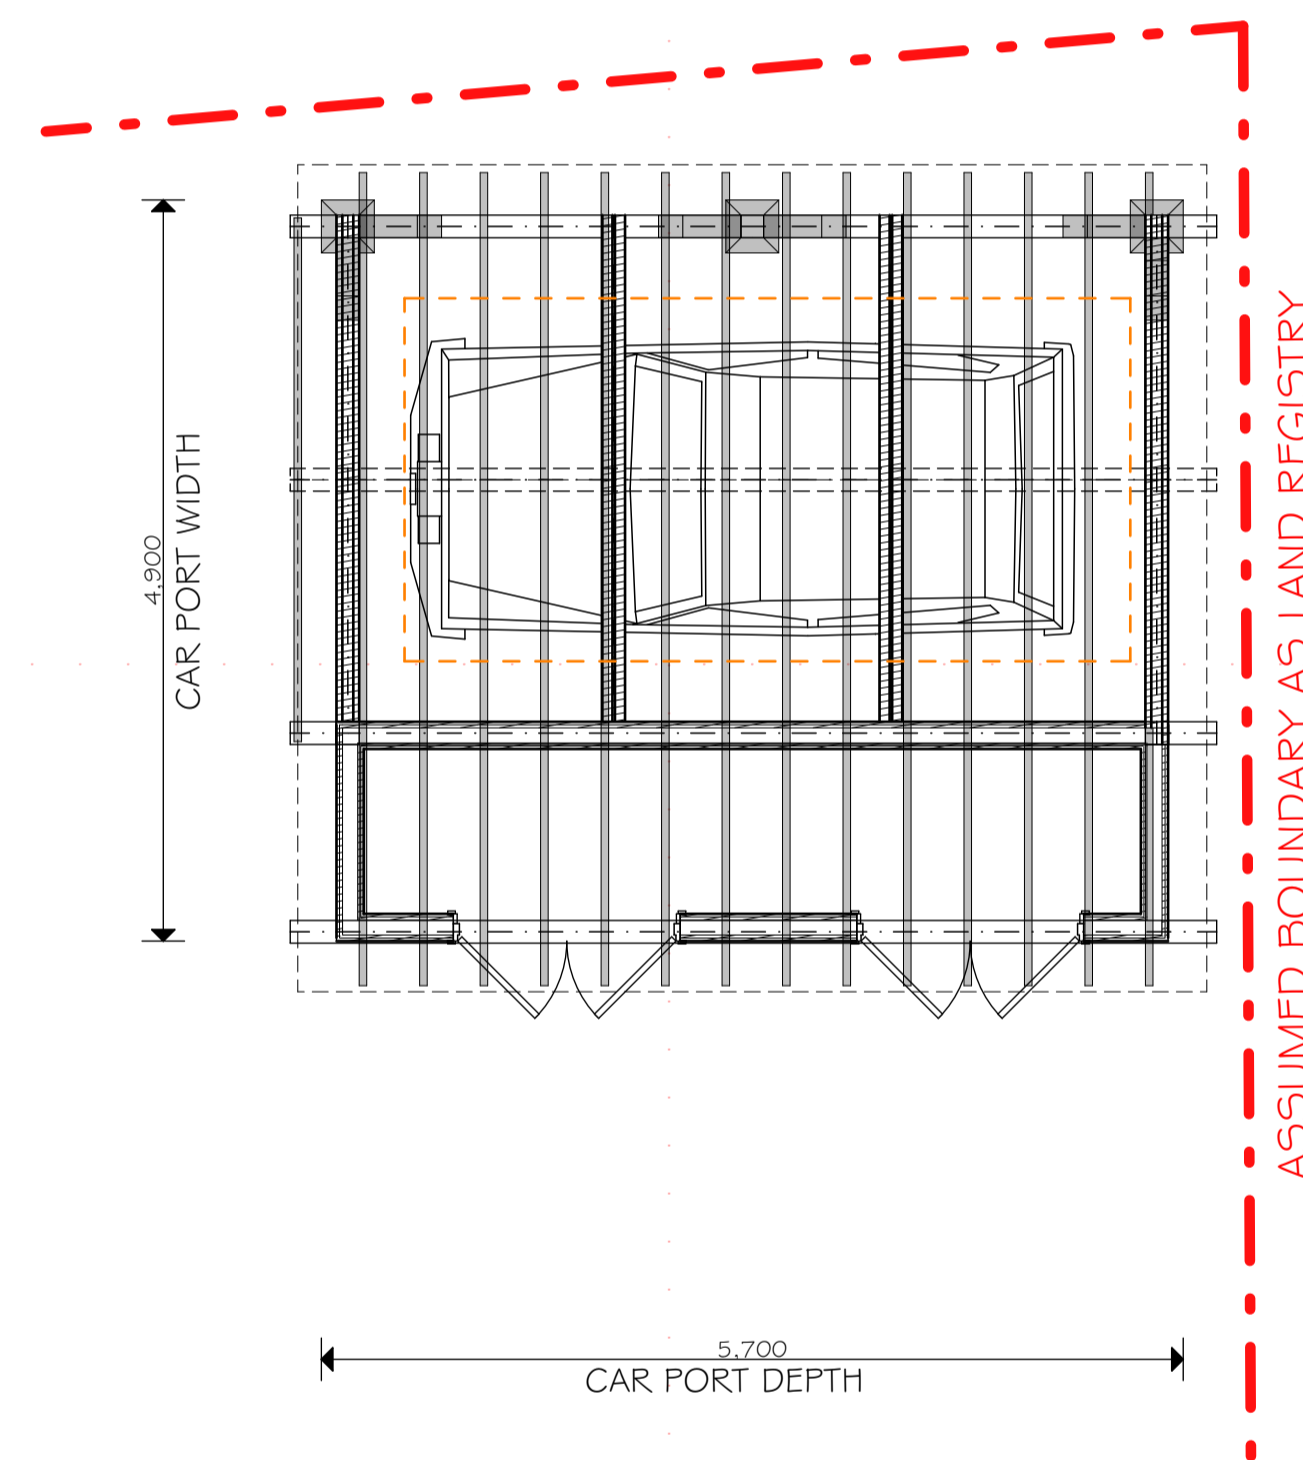 4,900
CAR PORT WIDTH
ASSUMED BOUNDARY AS LAND REGISTRY
5,700
CAR PORT DEPTH